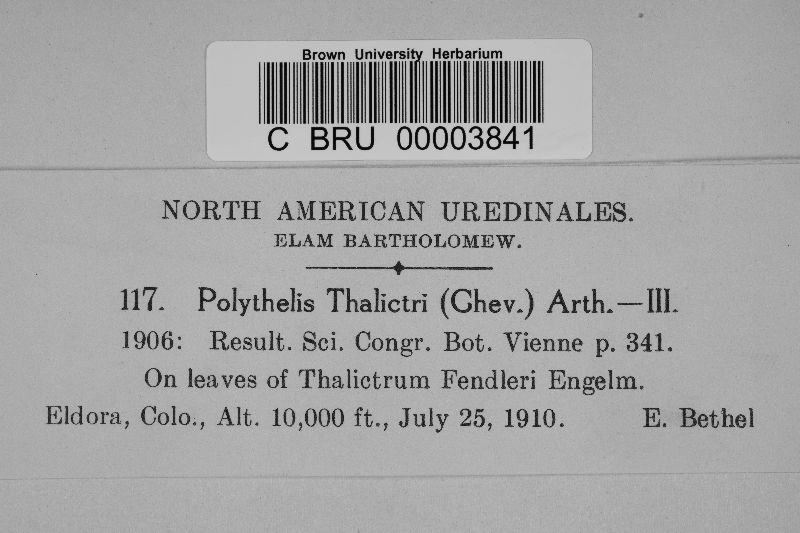 Brown University Herbarium
C BRU 00003841
NORTH AMERICAN UREDINALES.
ELAM BARTHOLOMEW.
117. Polythelis Thalictri (Chev.) Arth.—III.
1906: Result. Sci. Congr. Bot. Vienne p. 341.
On leaves of Thalictrum Fendleri Engelm.
Eldora, Colo., Alt. 10,000 ft., July 25, 1910. E. Bethel